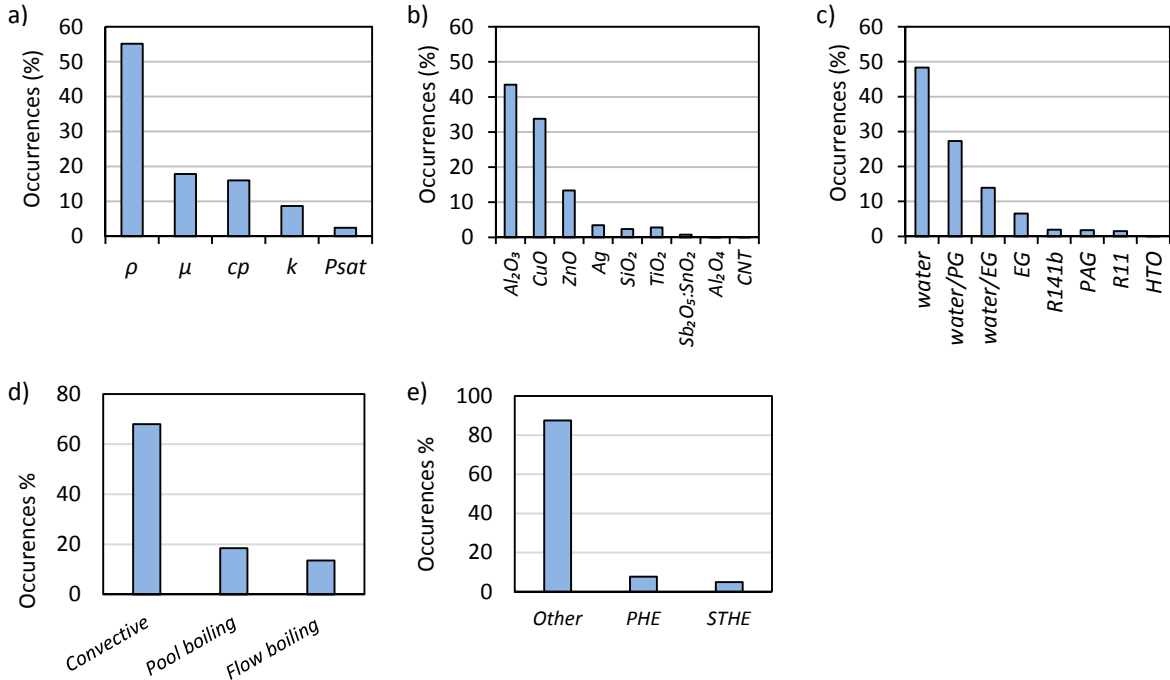 a)
Occurrences (%)
60
50
40
30
20
10
0
ρ
μ
cp
k
Psat
b)
Occurrences (%)
60
50
40
30
20
10
0
Al₂O₃
CuO
ZnO
Ag
SiO₂
TiO₂
Sb₂O₅:SnO₂
Al₂O₄
CNT
c)
Occurrences (%)
60
50
40
30
20
10
0
water
water/PG
water/EG
EG
R141b
PAG
R11
HTO
d)
Occurences %
80
60
40
20
0
Convective
Pool boiling
Flow boiling
e)
Occurences %
100
80
60
40
20
0
Other
PHE
STHE